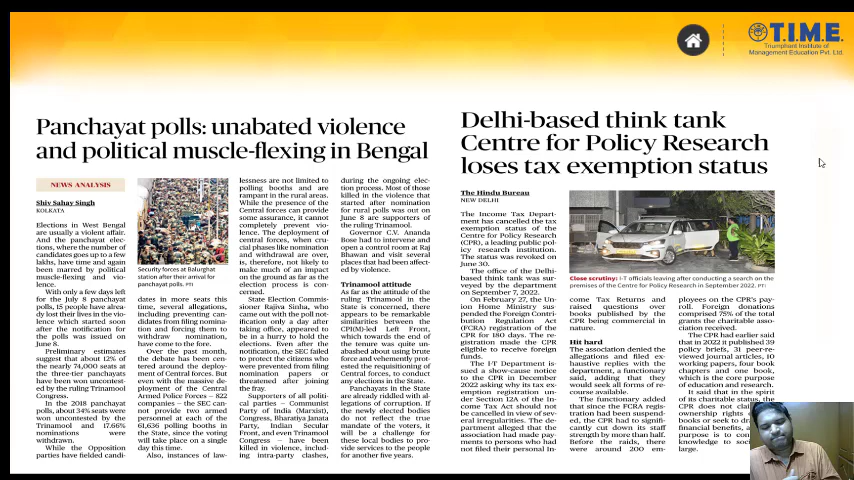 T.I.M.E.
Triumphant Institute of
Management Education Pvt. Ltd.
Panchayat polls: unabated violence
and political muscle-flexing in Bengal
NEWS ANALYSIS
Shiv Sahay Singh
KOLKATA
Elections in West Bengal
are usually a violent affair.
And the panchayat elec-
tions, where the number of
candidates goes up to a few
lakhs, have time and again
been marred by political
muscle-flexing and vio-
lence.
With only a few days left
for the July 8 panchayat
polls, 15 people have alrea-
dy lost their lives in the vio-
lence which started soon
after the notification for
the polls was issued on
June 8.
Preliminary estimates
suggest that about 12% of
the nearly 74,000 seats at
the three-tier panchayats
have been won uncontest-
ed by the ruling Trinamool
Congress.
In the 2018 panchayat
polls, about 34% seats were
won uncontested by the
Trinamool and 17.66%
nominations were
withdrawn.
While the Opposition
parties have fielded candi-
Security forces at Balurghat
station after their arrival for
panchayat polls. PTI
dates in more seats this
time, several allegations,
including preventing can-
didates from filing nomina-
tion and forcing them to
withdraw nomination,
have come to the fore.
Over the past month,
the debate has been cen-
tered around the deploy-
ment of Central forces. But
even with the massive de-
ployment of the Central
Armed Police Forces – 822
companies – the SEC can-
not provide two armed
personnel at each of the
61,636 polling booths in
the State, since the voting
will take place on a single
day this time.
Also, instances of law-
lessness are not limited to
polling booths and are
rampant in the rural areas.
While the presence of the
Central forces can provide
some assurance, it cannot
completely prevent vio-
lence. The deployment of
central forces, when cru-
cial phases like nomination
and withdrawal are over,
is, therefore, not likely to
make much of an impact
on the ground as far as the
election process is con-
cerned.
State Election Commis-
sioner Rajiva Sinha, who
came out with the poll not-
ification only a day after
taking office, appeared to
be in a hurry to hold the
elections. Even after the
notification, the SEC failed
to protect the citizens who
were prevented from filing
nomination papers or
threatened after joining
the fray.
Supporters of all politi-
cal parties – Communist
Party of India (Marxist),
Congress, Bharatiya Janata
Party, Indian Secular
Front, and even Trinamool
Congress – have been
killed in violence, includ-
ing intra-party clashes,
during the ongoing elec-
tion process. Most of those
killed in the violence that
started after nomination
for rural polls was out on
June 8 are supporters of
the ruling Trinamool.
Governor C.V. Ananda
Bose had to intervene and
open a control room at Raj
Bhavan and visit several
places that had been affect-
ed by violence.
Trinamool attitude
As far as the attitude of the
ruling Trinamool in the
State is concerned, there
appears to be remarkable
similarities between the
CPI(M)-led Left Front,
which towards the end of
the tenure was quite un-
abashed about using brute
force and vehemently pro-
tested the requisitioning of
Central forces, to conduct
any elections in the State.
Panchayats in the State
are already riddled with al-
legations of corruption. If
the newly elected bodies
do not reflect the true
mandate of the voters, it
will be a challenge for
these local bodies to pro-
vide services to the people
for another five years.
Delhi-based think tank
Centre for Policy Research
loses tax exemption status
The Hindu Bureau
NEW DELHI
The Income Tax Depart-
ment has cancelled the tax
exemption status of the
Centre for Policy Research
(CPR), a leading public pol-
icy research institution.
The status was revoked on
June 30.
The office of the Delhi-
based think tank was sur-
veyed by the department
on September 7, 2022.
On February 27, the Un-
ion Home Ministry sus-
pended the Foreign Contri-
bution Regulation Act
(FCRA) registration of the
CPR for 180 days. The re-
gistration made the CPR
eligible to receive foreign
funds.
The I-T Department is-
sued a show-cause notice
to the CPR in December
2022 asking why its tax ex-
emption registration un-
der Section 12A of the In-
come Tax Act should not
be cancelled in view of sev-
eral irregularities. The de-
partment alleged that the
association had made pay-
ments to persons who had
not filed their personal In-
Close scrutiny: I-T officials leaving after conducting a search on the
premises of the Centre for Policy Research in September 2022. PTI
come Tax Returns and
raised questions over
books published by the
CPR being commercial in
nature.
Hit hard
The association denied the
allegations and filed ex-
haustive replies with the
department, a functionary
said, adding that they
would seek all forms of re-
course available.
The functionary added
that since the FCRA regis-
tration had been suspend-
ed, the CPR had to signifi-
cantly cut down its staff
strength by more than half.
Before the raids, there
were around 200 em-
ployees on the CPR's pay-
roll. Foreign donations
comprised 75% of the total
grants the charitable asso-
ciation received.
The CPR had earlier said
that in 2022 it published 39
policy briefs, 31 peer-re-
viewed journal articles, 10
working papers, four book
chapters and one book,
which is the core purpose
of education and research.
It said that in the spirit
of its charitable status, the
CPR does not
ownership rights
books or seek to
financial benefits, a
purpose is to
knowledge to
large.